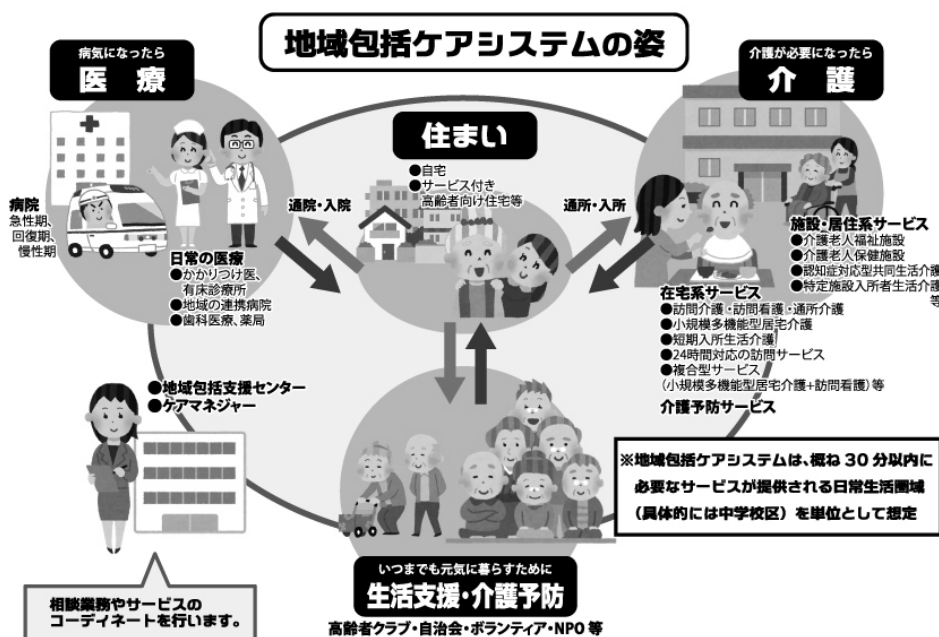 地域包括ケアシステムの姿
病気になったら
医療
病院
急性期、
回復期、
慢性期
日常の医療
●かかりつけ医、
有床診療所
●地域の連携病院
●歯科医療、薬局
通院・入院
住まい
●自宅
●サービス付き
高齢者向け住宅等
通所・入所
介護が必要になったら
介護
施設・居住系サービス
●介護老人福祉施設
●介護老人保健施設
●認知症対応型共同生活介護
●特定施設入所者生活介護
等
在宅系サービス
●訪問介護・訪問看護・通所介護
●小規模多機能型居宅介護
●短期入所生活介護
●24時間対応の訪問サービス
●複合型サービス
(小規模多機能型居宅介護+訪問看護)等
介護予防サービス
●地域包括支援センター
●ケアマネジャー
相談業務やサービスの
コーディネートを行います。
※地域包括ケアシステムは、概ね30分以内に
必要なサービスが提供される日常生活圏域
(具体的には中学校区)を単位として想定
いつまでも元気に暮らすために
生活支援・介護予防
高齢者クラブ・自治会・ボランティア・NPO等